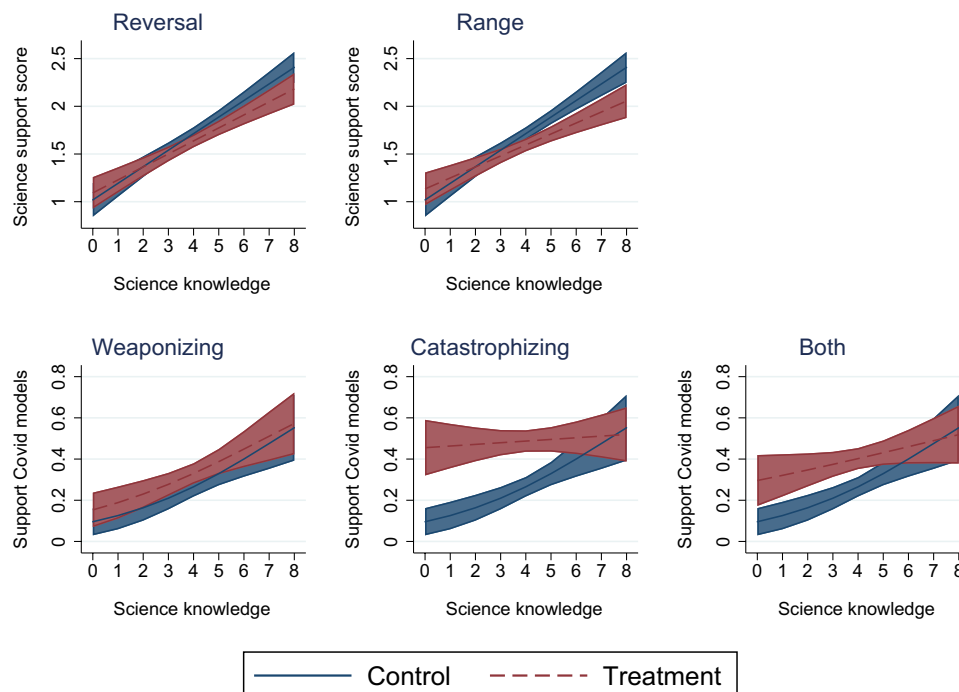 Reversal Range
Science support score
2.5
2
1.5
1
0 1 2 3 4 5 6 7 8
Science knowledge
Science support score
2.5
2
1.5
1
0 1 2 3 4 5 6 7 8
Science knowledge
Weaponizing Catastrophizing Both
Support Covid models
0.8
0.6
0.4
0.2
0
0 1 2 3 4 5 6 7 8
Science knowledge
Support Covid models
0.8
0.6
0.4
0.2
0
0 1 2 3 4 5 6 7 8
Science knowledge
Support Covid models
0.8
0.6
0.4
0.2
0
0 1 2 3 4 5 6 7 8
Science knowledge
Control Treatment